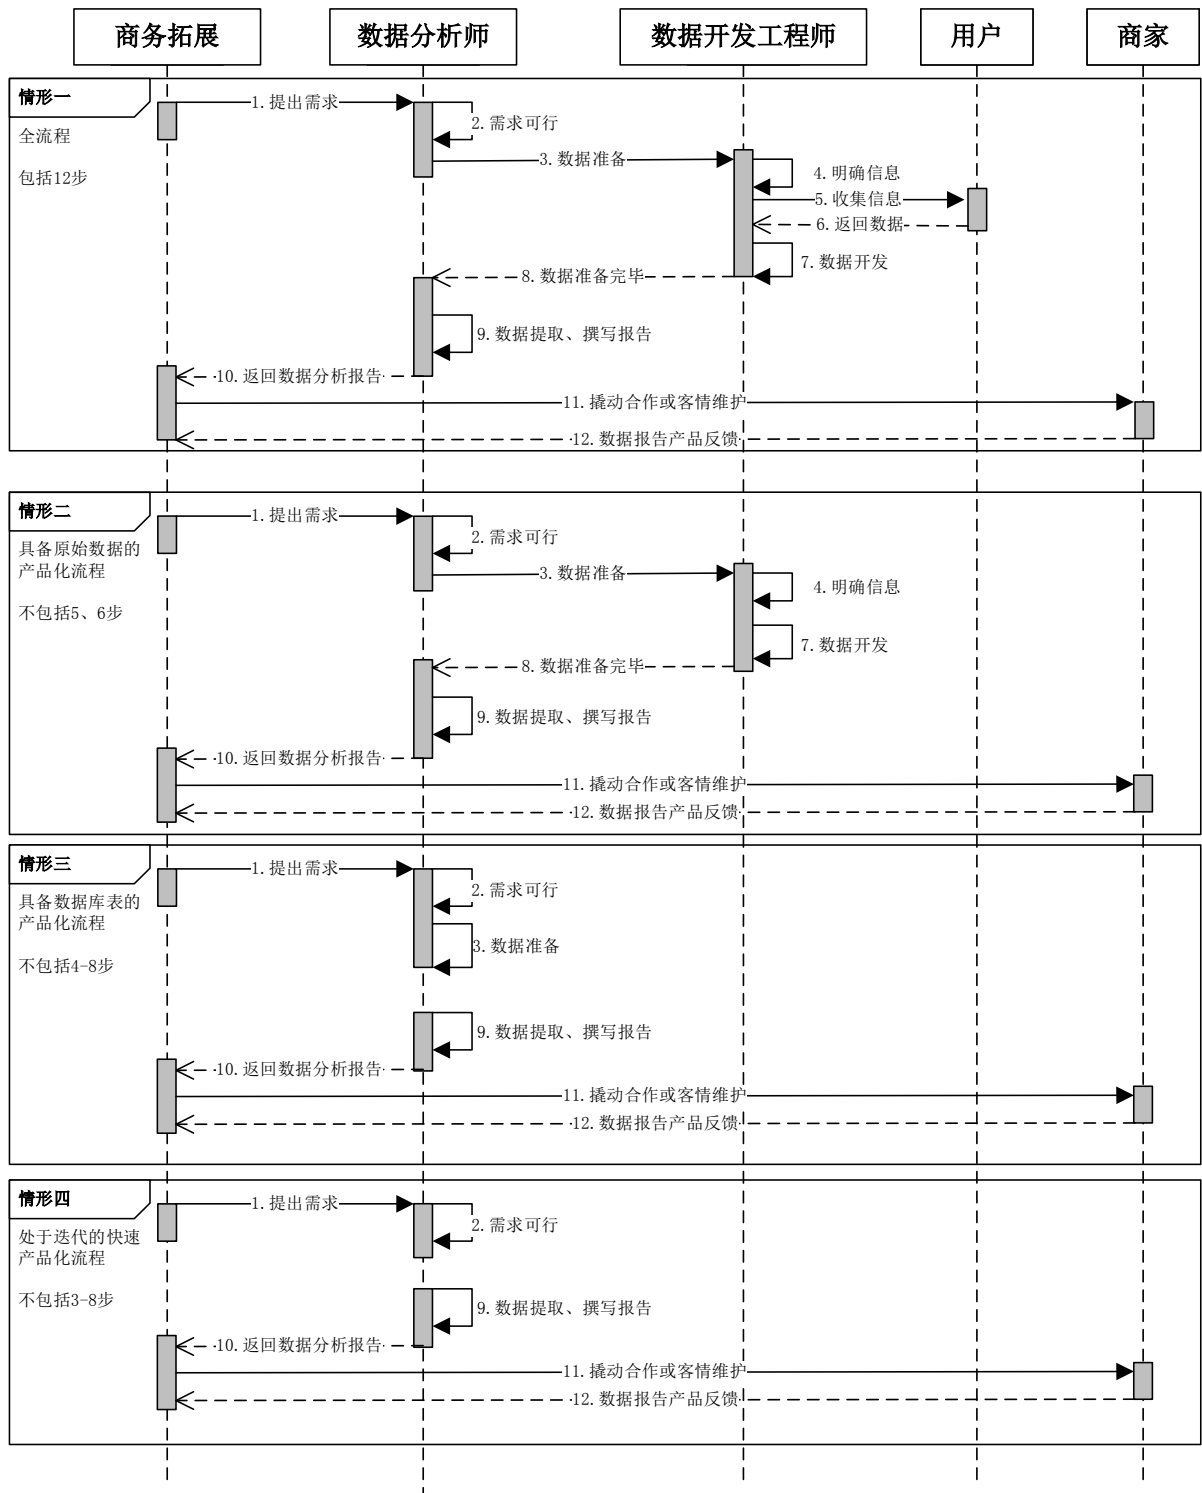 商务拓展
数据分析师
数据开发工程师
用户
商家
情形一
全流程
包括12步
1.提出需求
2.需求可行
3.数据准备
4.明确信息
5.收集信息
6.返回数据
7.数据开发
8.数据准备完毕
9.数据提取、撰写报告
10.返回数据分析报告
11.撬动合作或客情维护
12.数据报告产品反馈
情形二
具备原始数据的
产品化流程
不包括5、6步
1.提出需求
2.需求可行
3.数据准备
4.明确信息
7.数据开发
8.数据准备完毕
9.数据提取、撰写报告
10.返回数据分析报告
11.撬动合作或客情维护
12.数据报告产品反馈
情形三
具备数据库表的
产品化流程
不包括4-8步
1.提出需求
2.需求可行
3.数据准备
9.数据提取、撰写报告
10.返回数据分析报告
11.撬动合作或客情维护
12.数据报告产品反馈
情形四
处于迭代的快速
产品化流程
不包括3-8步
1.提出需求
2.需求可行
9.数据提取、撰写报告
10.返回数据分析报告
11.撬动合作或客情维护
12.数据报告产品反馈